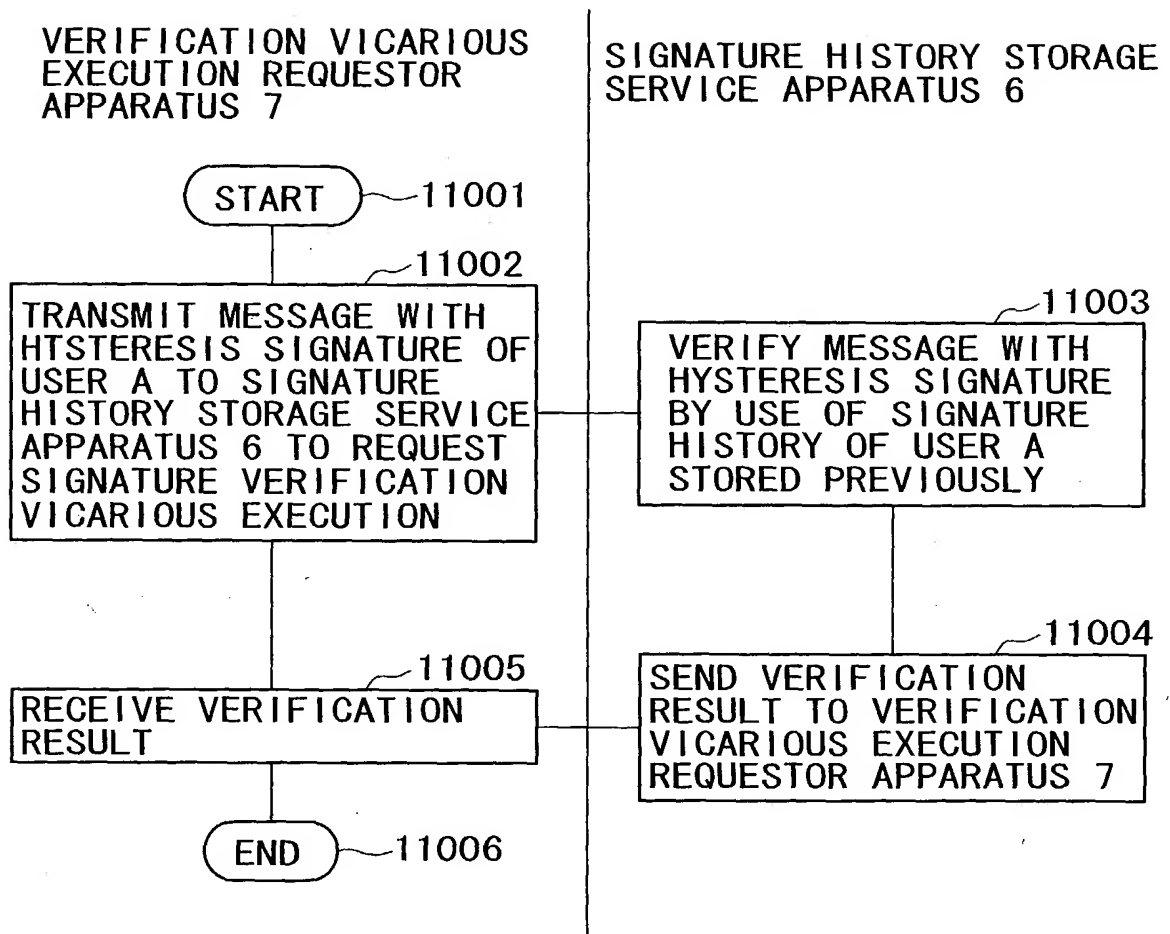 VERIFICATION VICARIOUS
EXECUTION REQUESTOR
APPARATUS 7
SIGNATURE HISTORY STORAGE
SERVICE APPARATUS 6
START
11001
11002
TRANSMIT MESSAGE WITH
HTSTERESIS SIGNATURE OF
USER A TO SIGNATURE
HISTORY STORAGE SERVICE
APPARATUS 6 TO REQUEST
SIGNATURE VERIFICATION
VICARIOUS EXECUTION
11003
VERIFY MESSAGE WITH
HYSTERESIS SIGNATURE
BY USE OF SIGNATURE
HISTORY OF USER A
STORED PREVIOUSLY
11004
SEND VERIFICATION
RESULT TO VERIFICATION
VICARIOUS EXECUTION
REQUESTOR APPARATUS 7
11005
RECEIVE VERIFICATION
RESULT
END
11006